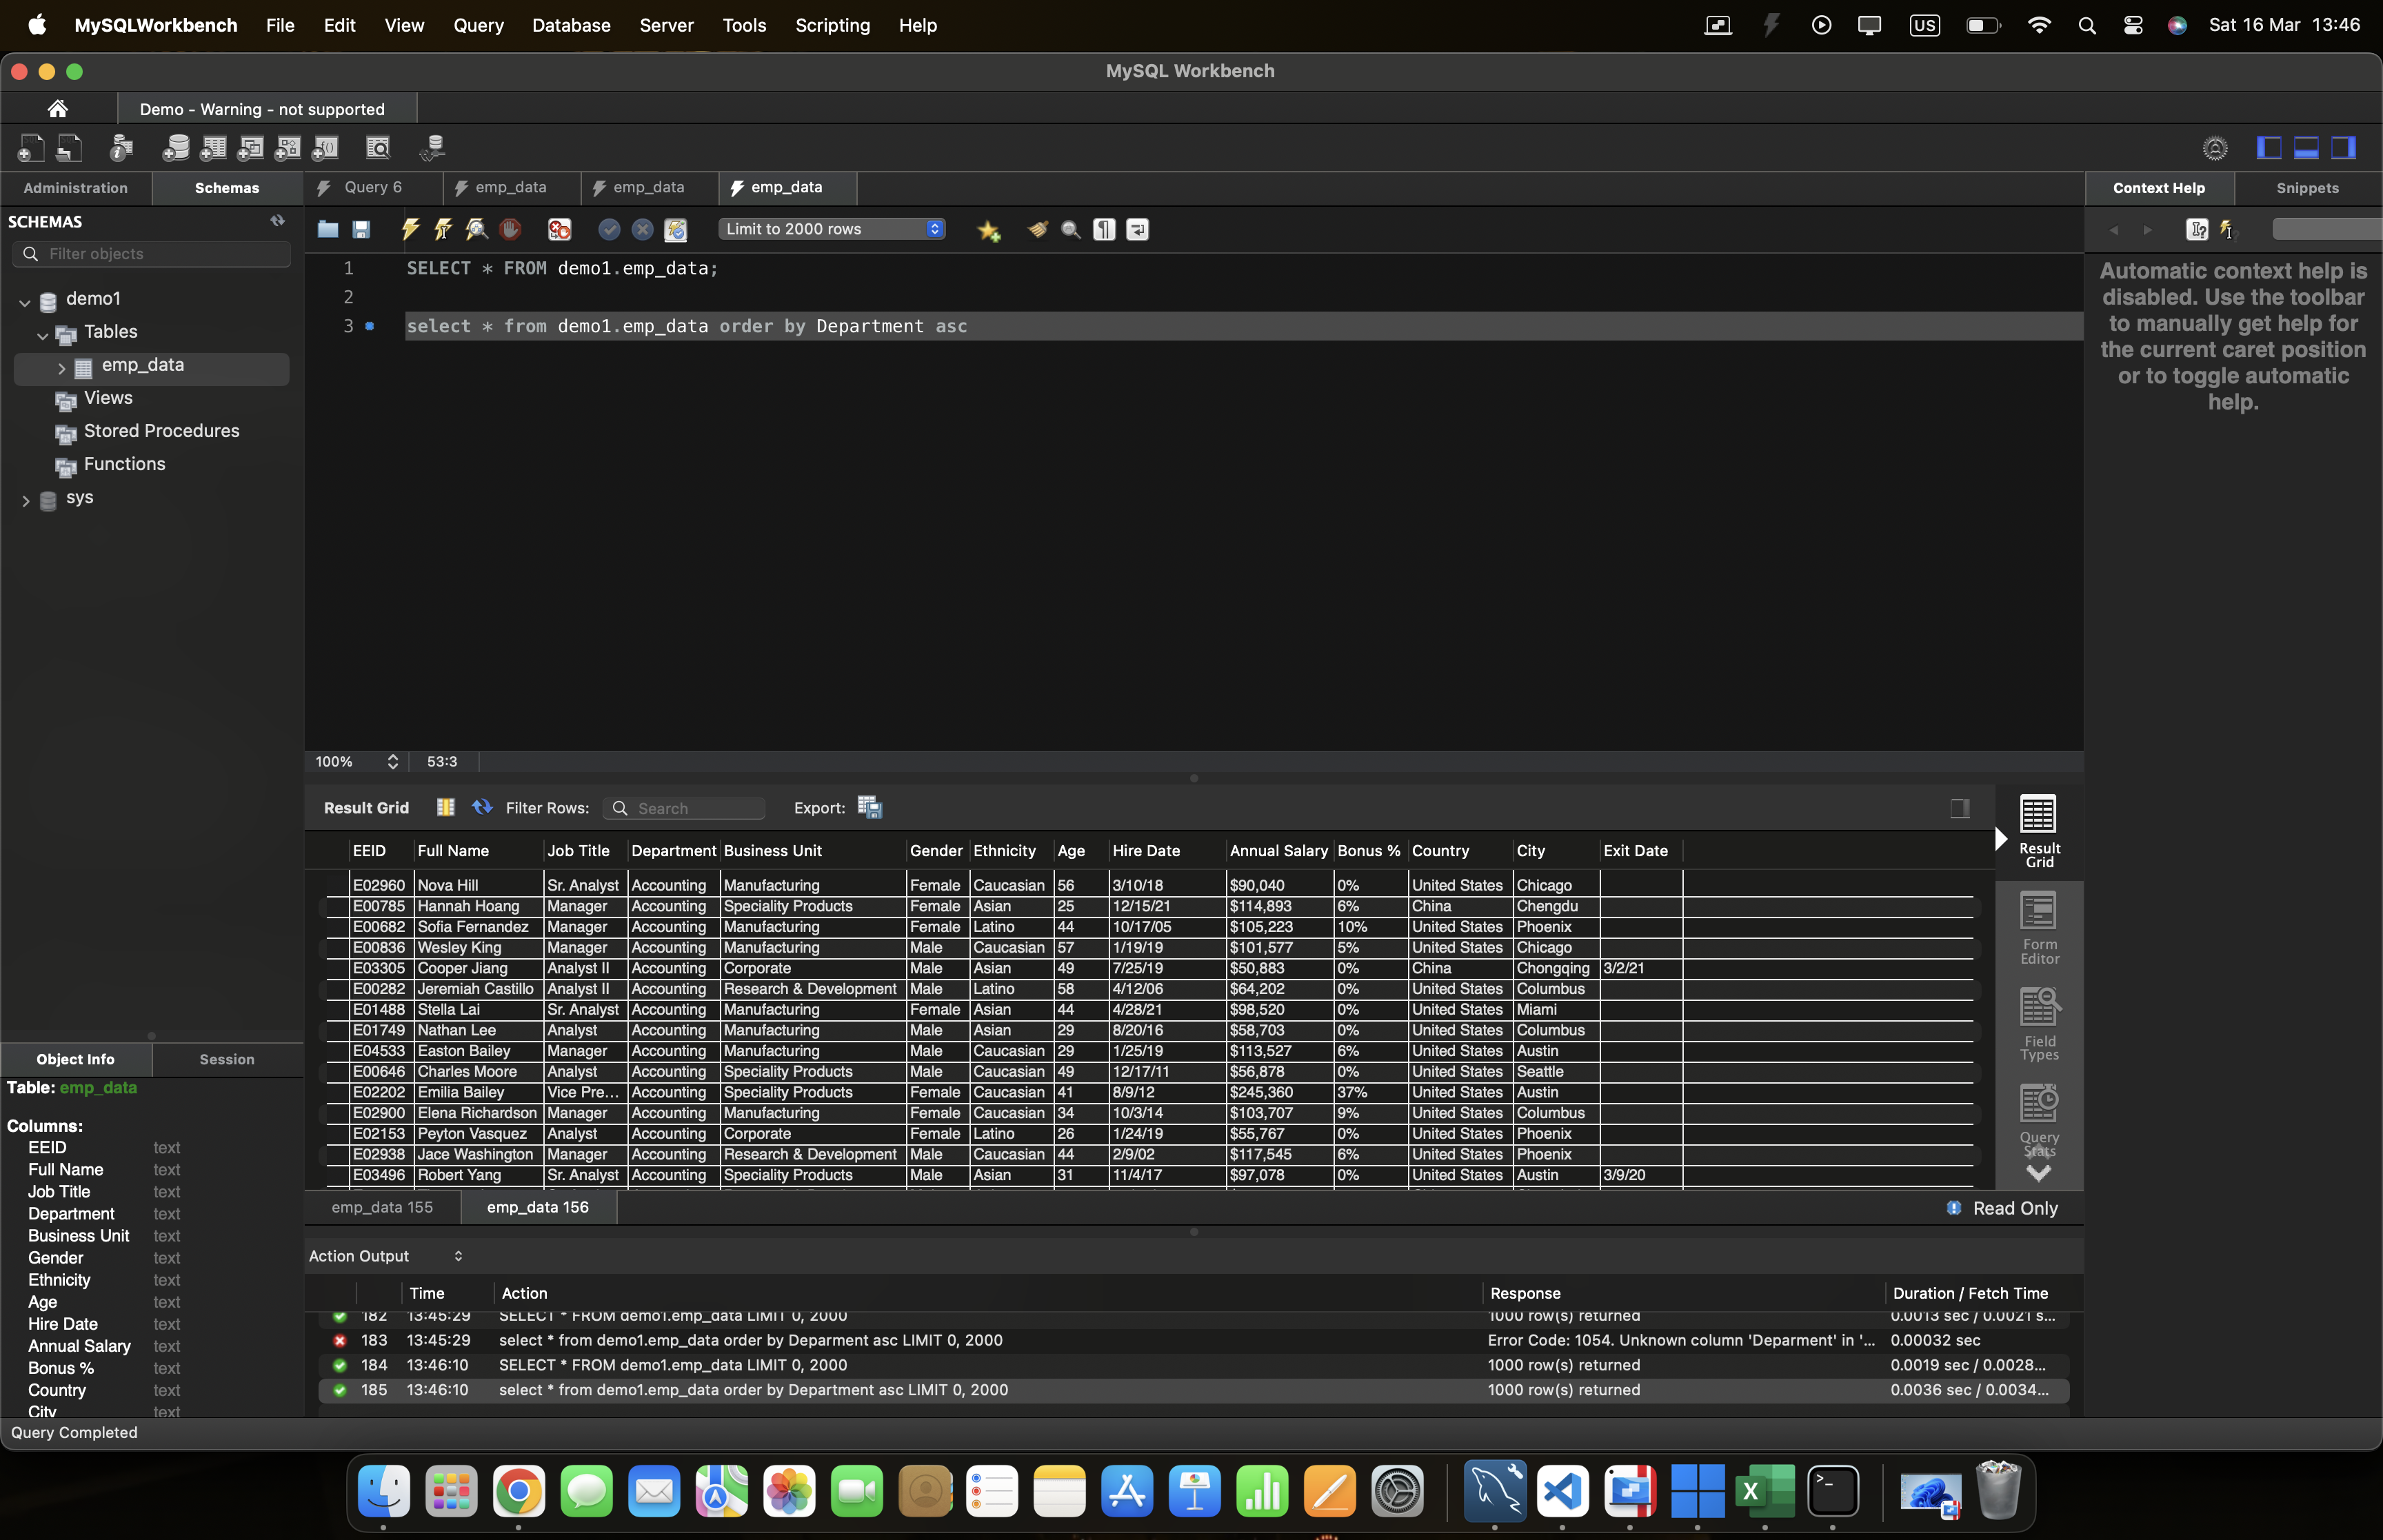 MySQLWorkbench File Edit View Query Database Server Tools Scripting Help US Sat 16 Mar 13:46
MySQL Workbench
Demo - Warning - not supported
Administration Schemas Query 6 emp_data emp_data emp_data Context Help Snippets
SCHEMAS
Limit to 2000 rows
Filter objects
demo1
Tables
emp_data
Views
Stored Procedures
Functions
sys
1 SELECT * FROM demo1.emp_data;
2
3 select * from demo1.emp_data order by Department asc
Automatic context help is
disabled. Use the toolbar
to manually get help for
the current caret position
or to toggle automatic
help.
100% 53:3
Result Grid Filter Rows: Search Export:
EEID Full Name Job Title Department Business Unit Gender Ethnicity Age Hire Date Annual Salary Bonus % Country City Exit Date
E02960 Nova Hill Sr. Analyst Accounting Manufacturing Female Caucasian 56 3/10/18 $90,040 0% United States Chicago
E00785 Hannah Hoang Manager Accounting Speciality Products Female Asian 25 12/15/21 $114,893 6% China Chengdu
E00682 Sofia Fernandez Manager Accounting Manufacturing Female Latino 44 10/17/05 $105,223 10% United States Phoenix
E00836 Wesley King Manager Accounting Manufacturing Male Caucasian 57 1/19/19 $101,577 5% United States Chicago
E03305 Cooper Jiang Analyst II Accounting Corporate Male Asian 49 7/25/19 $50,883 0% China Chongqing 3/2/21
E00282 Jeremiah Castillo Analyst II Accounting Research & Development Male Latino 58 4/12/06 $64,202 0% United States Columbus
E01488 Stella Lai Sr. Analyst Accounting Manufacturing Female Asian 44 4/28/21 $98,520 0% United States Miami
E01749 Nathan Lee Analyst Accounting Manufacturing Male Asian 29 8/20/16 $58,703 0% United States Columbus
E04533 Easton Bailey Manager Accounting Manufacturing Male Caucasian 29 1/25/19 $113,527 6% United States Austin
E00646 Charles Moore Analyst Accounting Speciality Products Male Caucasian 49 12/17/11 $56,878 0% United States Seattle
E02202 Emilia Bailey Vice Pre... Accounting Speciality Products Female Caucasian 41 8/9/12 $245,360 37% United States Austin
E02900 Elena Richardson Manager Accounting Manufacturing Female Caucasian 34 10/3/14 $103,707 9% United States Columbus
E02153 Peyton Vasquez Analyst Accounting Corporate Female Latino 26 1/24/19 $55,767 0% United States Phoenix
E02938 Jace Washington Manager Accounting Research & Development Male Caucasian 44 2/9/02 $117,545 6% United States Phoenix
E03496 Robert Yang Sr. Analyst Accounting Speciality Products Male Asian 31 11/4/17 $97,078 0% United States Austin 3/9/20
Result
Grid
Form
Editor
Field
Types
Query
Stats
emp_data 155 emp_data 156 Read Only
Object Info Session
Table: emp_data
Columns:
EEID text
Full Name text
Job Title text
Department text
Business Unit text
Gender text
Ethnicity text
Age text
Hire Date text
Annual Salary text
Bonus % text
Country text
City text
Action Output
Time Action Response Duration / Fetch Time
182 13:45:29 SELECT * FROM demo1.emp_data LIMIT 0, 2000 1000 row(s) returned 0.0013 sec / 0.0021 s...
183 13:45:29 select * from demo1.emp_data order by Deparment asc LIMIT 0, 2000 Error Code: 1054. Unknown column 'Deparment' in '... 0.00032 sec
184 13:46:10 SELECT * FROM demo1.emp_data LIMIT 0, 2000 1000 row(s) returned 0.0019 sec / 0.0028...
185 13:46:10 select * from demo1.emp_data order by Department asc LIMIT 0, 2000 1000 row(s) returned 0.0036 sec / 0.0034...
Query Completed